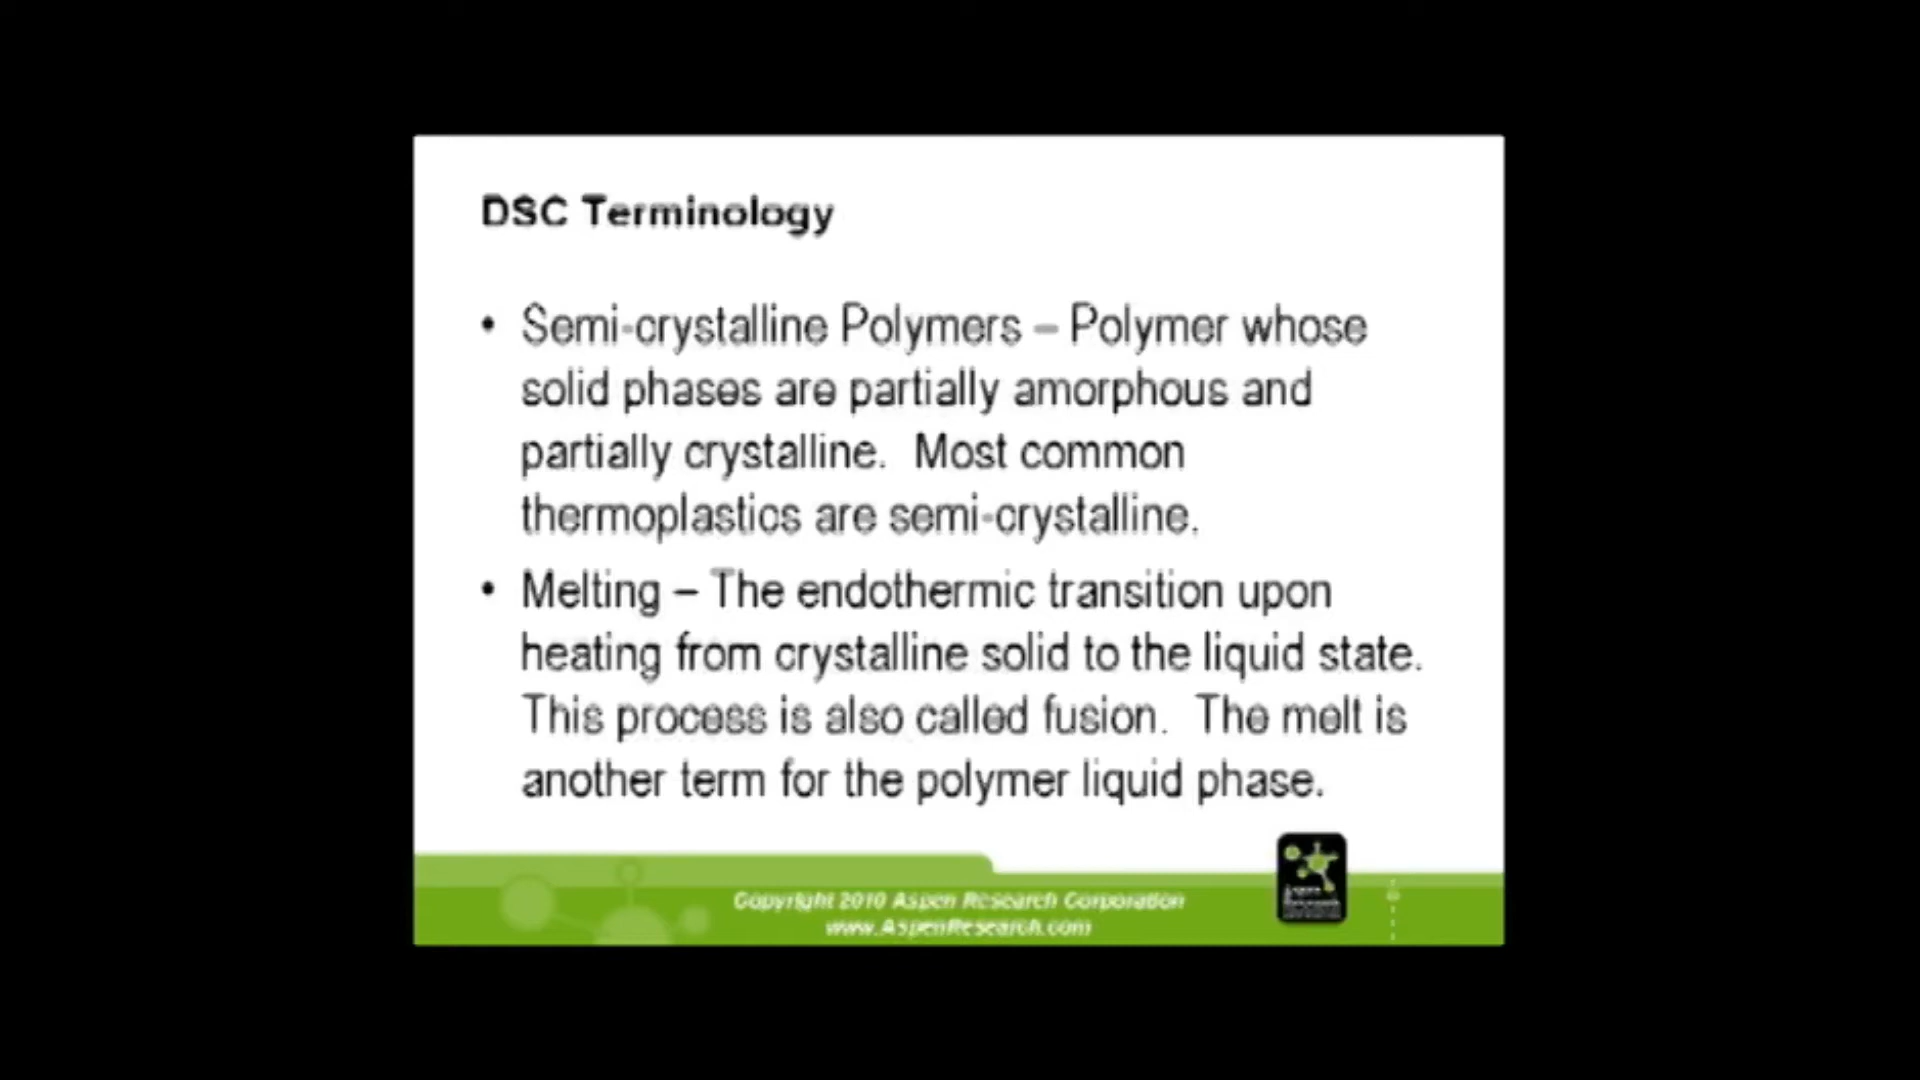 DSC Terminology
• Semi-crystalline Polymers – Polymer whose
solid phases are partially amorphous and
partially crystalline.  Most common
thermoplastics are semi-crystalline.
• Melting – The endothermic transition upon
heating from crystalline solid to the liquid state.
This process is also called fusion.  The melt is
another term for the polymer liquid phase.
Copyright 2010 Aspen Research Corporation
www.AspenResearch.com